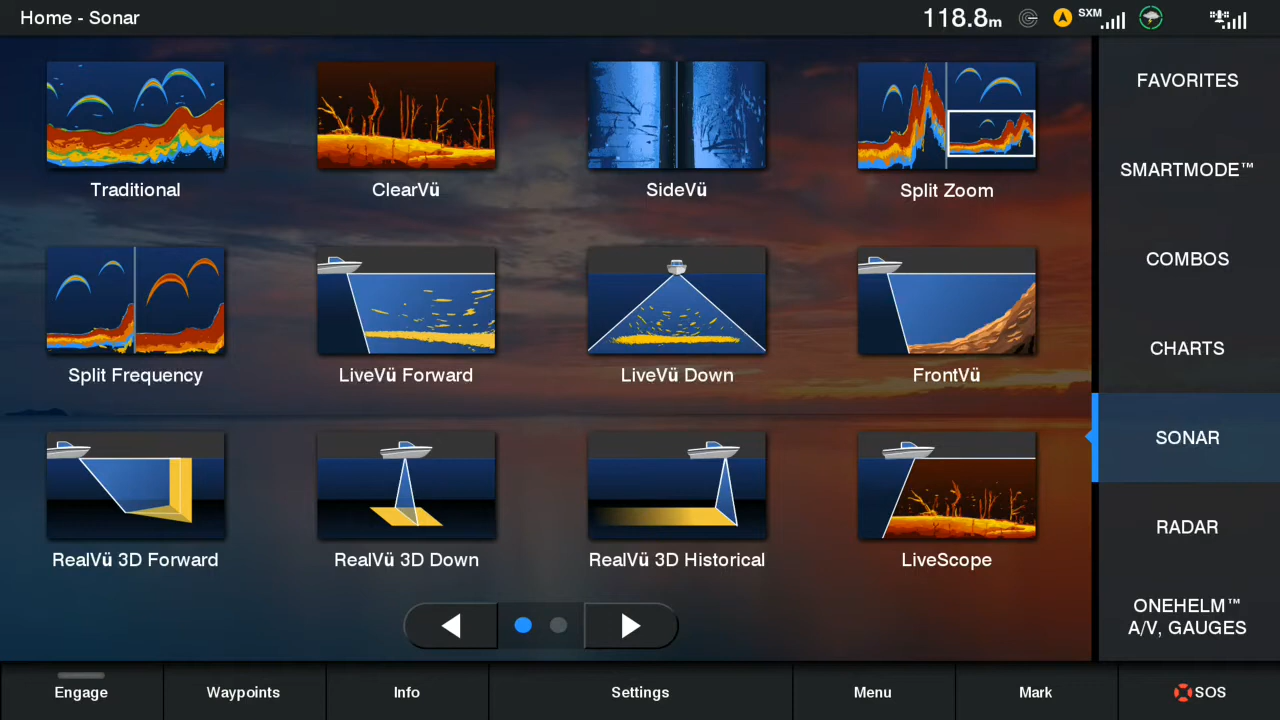 Home - Sonar
118.8m
SXM
Traditional
ClearVü
SideVü
Split Zoom
Split Frequency
LiveVü Forward
LiveVü Down
FrontVü
RealVü 3D Forward
RealVü 3D Down
RealVü 3D Historical
LiveScope
FAVORITES
SMARTMODE™
COMBOS
CHARTS
SONAR
RADAR
ONEHELM™
A/V, GAUGES
Engage
Waypoints
Info
Settings
Menu
Mark
SOS